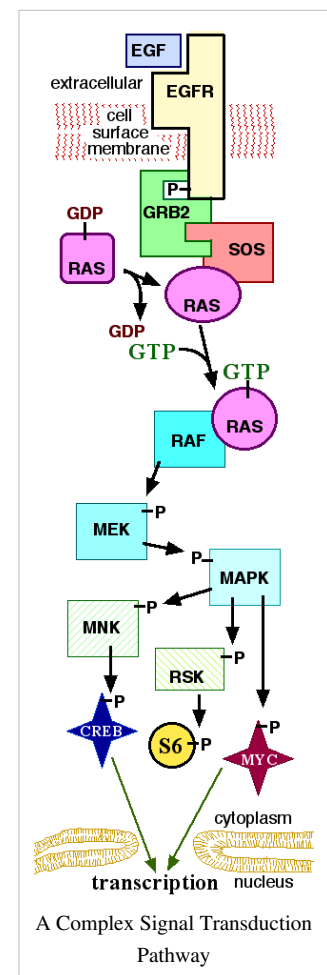 EGF
extracellular
EGFR
cell
surface
membrane
P
GRB2
GDP
SOS
RAS
RAS
GDP
GTP
GTP
RAS
RAF
P
MEK
P
MAPK
P
MNK
P
RSK
P
P
CREB
S6
P
MYC
cytoplasm
transcription
nucleus
A Complex Signal Transduction
Pathway